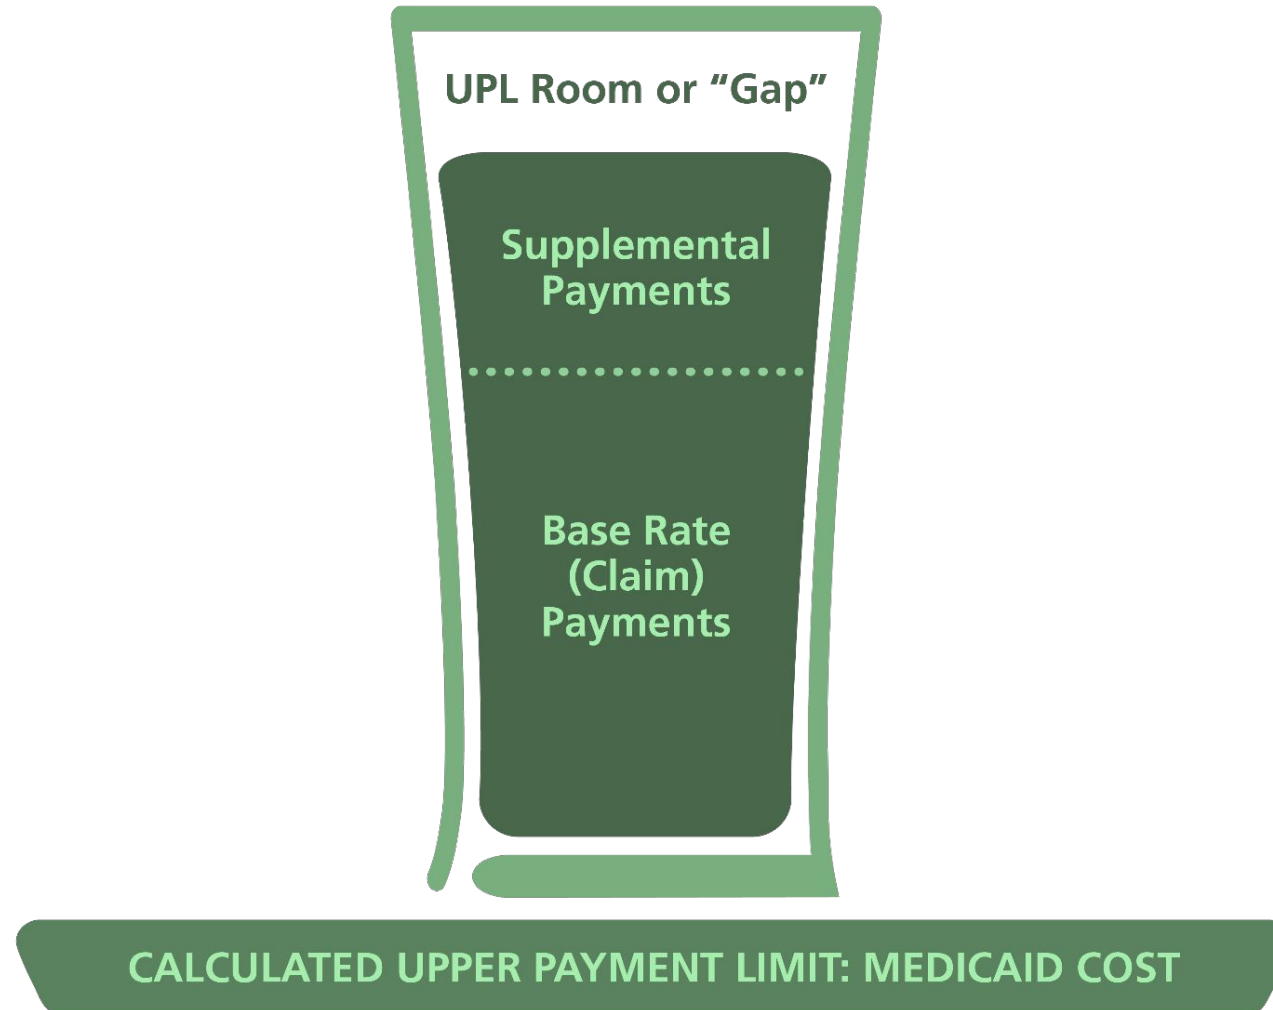 UPL Room or “Gap”
Supplemental
Payments
Base Rate
(Claim)
Payments
CALCULATED UPPER PAYMENT LIMIT: MEDICAID COST